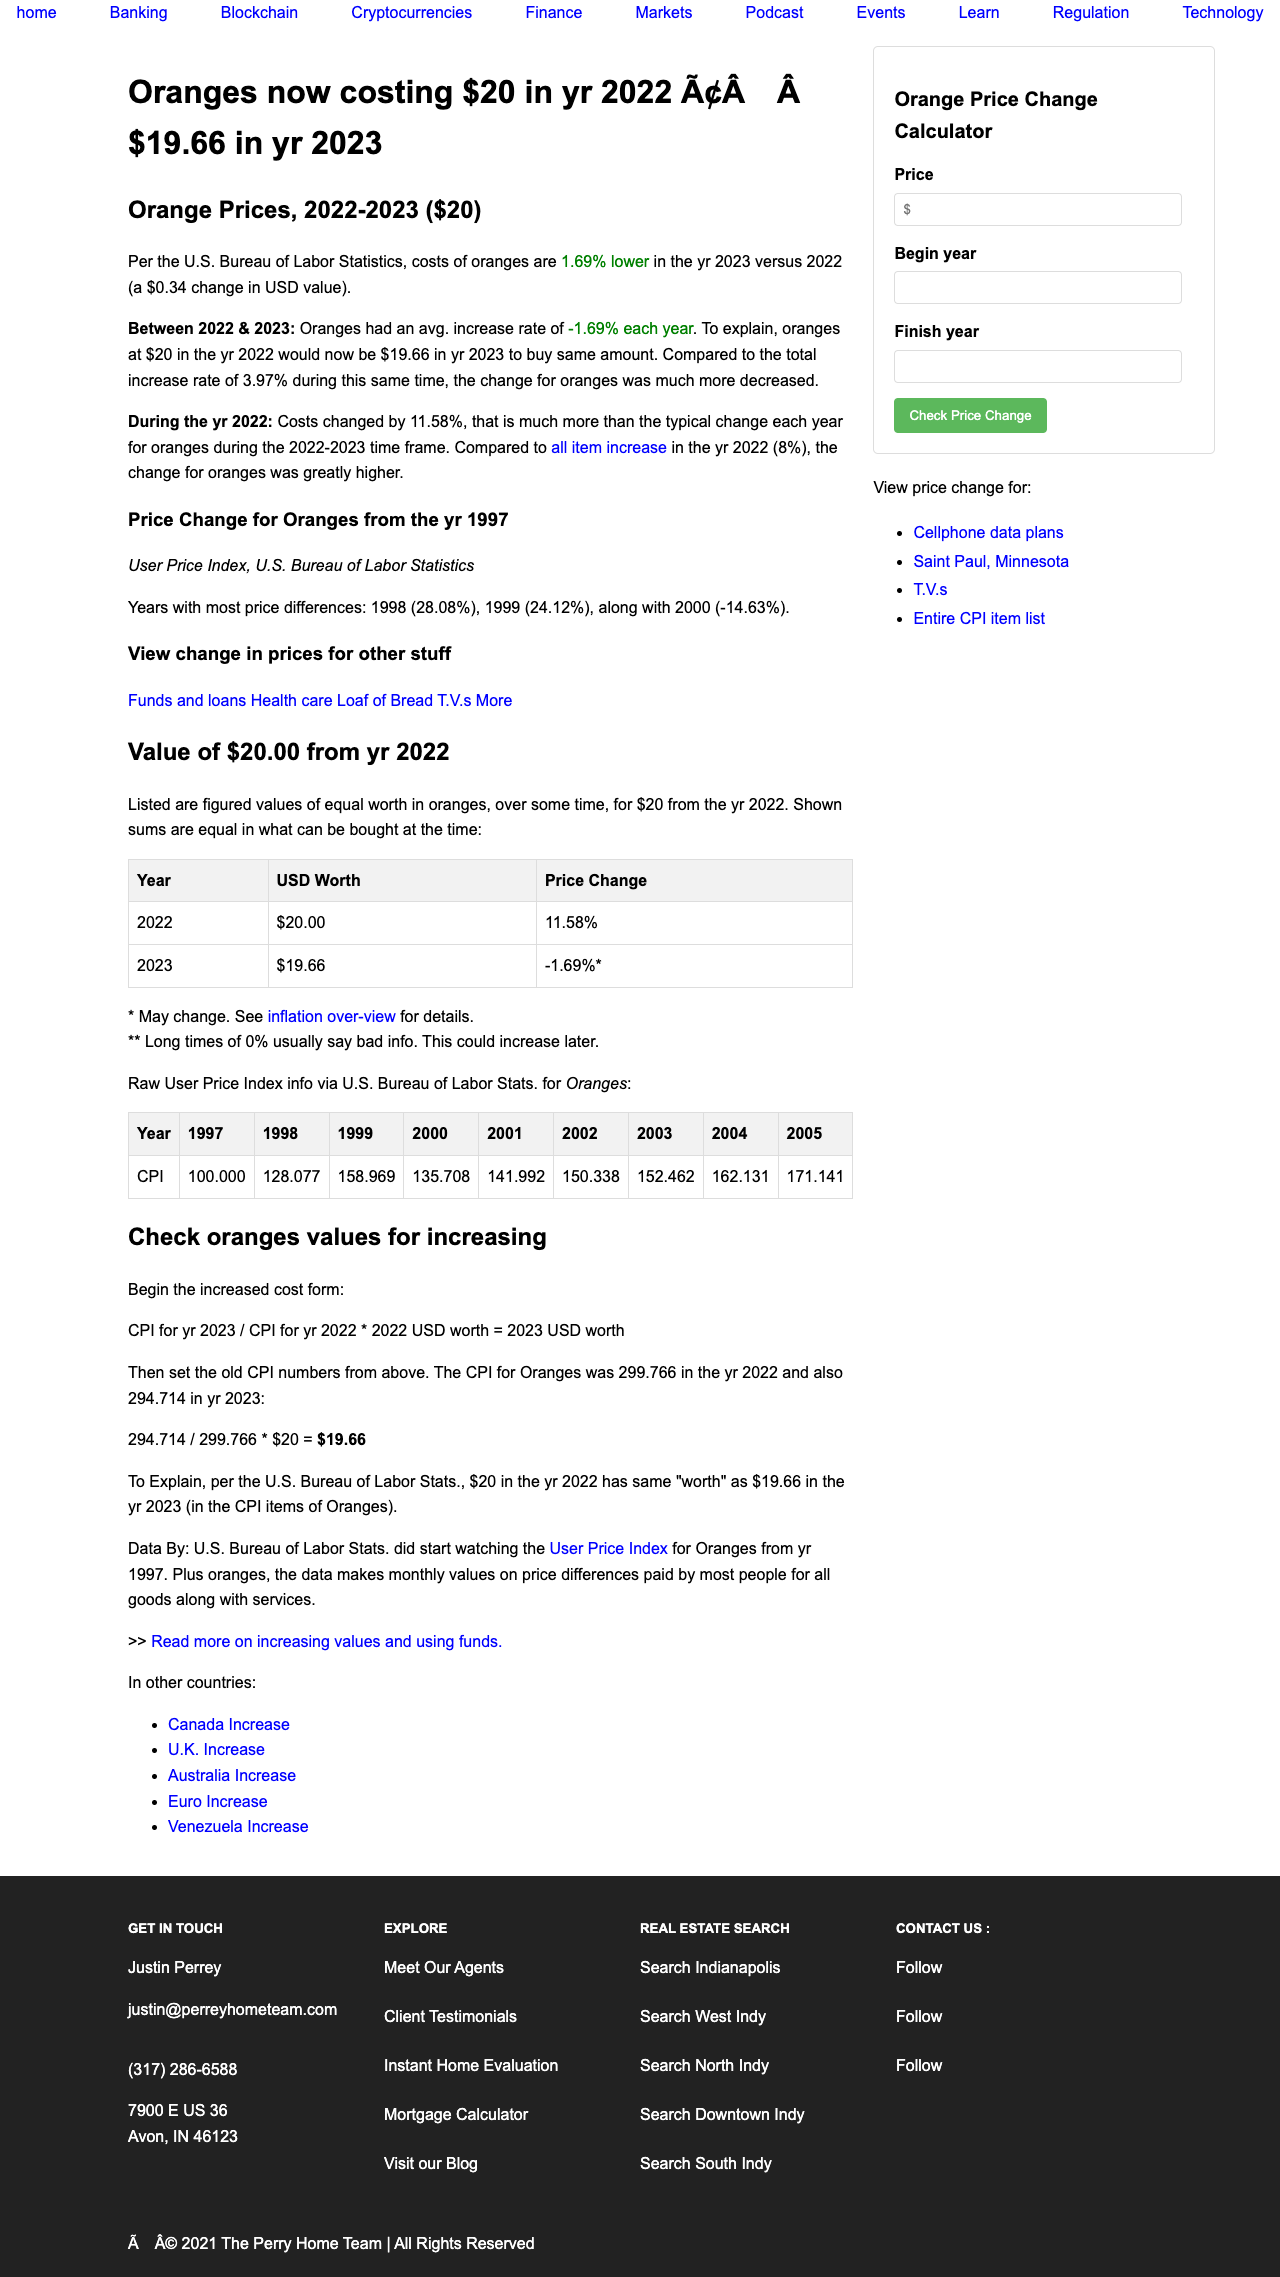 home Banking Blockchain Cryptocurrencies Finance Markets Podcast Events Learn Regulation Technology
Oranges now costing $20 in yr 2022 Ã¢Â Â
$19.66 in yr 2023
Orange Prices, 2022-2023 ($20)
Per the U.S. Bureau of Labor Statistics, costs of oranges are 1.69% lower in the yr 2023 versus 2022
(a $0.34 change in USD value).
Between 2022 & 2023: Oranges had an avg. increase rate of -1.69% each year. To explain, oranges
at $20 in the yr 2022 would now be $19.66 in yr 2023 to buy same amount. Compared to the total
increase rate of 3.97% during this same time, the change for oranges was much more decreased.
During the yr 2022: Costs changed by 11.58%, that is much more than the typical change each year
for oranges during the 2022-2023 time frame. Compared to all item increase in the yr 2022 (8%), the
change for oranges was greatly higher.
Price Change for Oranges from the yr 1997
User Price Index, U.S. Bureau of Labor Statistics
Years with most price differences: 1998 (28.08%), 1999 (24.12%), along with 2000 (-14.63%).
View change in prices for other stuff
Funds and loans Health care Loaf of Bread T.V.s More
Value of $20.00 from yr 2022
Listed are figured values of equal worth in oranges, over some time, for $20 from the yr 2022. Shown
sums are equal in what can be bought at the time:
Year USD Worth Price Change
2022 $20.00 11.58%
2023 $19.66 -1.69%*
* May change. See inflation over-view for details.
** Long times of 0% usually say bad info. This could increase later.
Raw User Price Index info via U.S. Bureau of Labor Stats. for Oranges:
Year 1997 1998 1999 2000 2001 2002 2003 2004 2005
CPI 100.000 128.077 158.969 135.708 141.992 150.338 152.462 162.131 171.141
Check oranges values for increasing
Begin the increased cost form:
CPI for yr 2023 / CPI for yr 2022 * 2022 USD worth = 2023 USD worth
Then set the old CPI numbers from above. The CPI for Oranges was 299.766 in the yr 2022 and also
294.714 in yr 2023:
294.714 / 299.766 * $20 = $19.66
To Explain, per the U.S. Bureau of Labor Stats., $20 in the yr 2022 has same "worth" as $19.66 in the
yr 2023 (in the CPI items of Oranges).
Data By: U.S. Bureau of Labor Stats. did start watching the User Price Index for Oranges from yr
1997. Plus oranges, the data makes monthly values on price differences paid by most people for all
goods along with services.
>> Read more on increasing values and using funds.
In other countries:
• Canada Increase
• U.K. Increase
• Australia Increase
• Euro Increase
• Venezuela Increase
Orange Price Change
Calculator
Price
$
Begin year
Finish year
Check Price Change
View price change for:
• Cellphone data plans
• Saint Paul, Minnesota
• T.V.s
• Entire CPI item list
GET IN TOUCH
Justin Perrey
justin@perreyhometeam.com
(317) 286-6588
7900 E US 36
Avon, IN 46123
EXPLORE
Meet Our Agents
Client Testimonials
Instant Home Evaluation
Mortgage Calculator
Visit our Blog
REAL ESTATE SEARCH
Search Indianapolis
Search West Indy
Search North Indy
Search Downtown Indy
Search South Indy
CONTACT US :
Follow
Follow
Follow
Ã Â© 2021 The Perry Home Team | All Rights Reserved